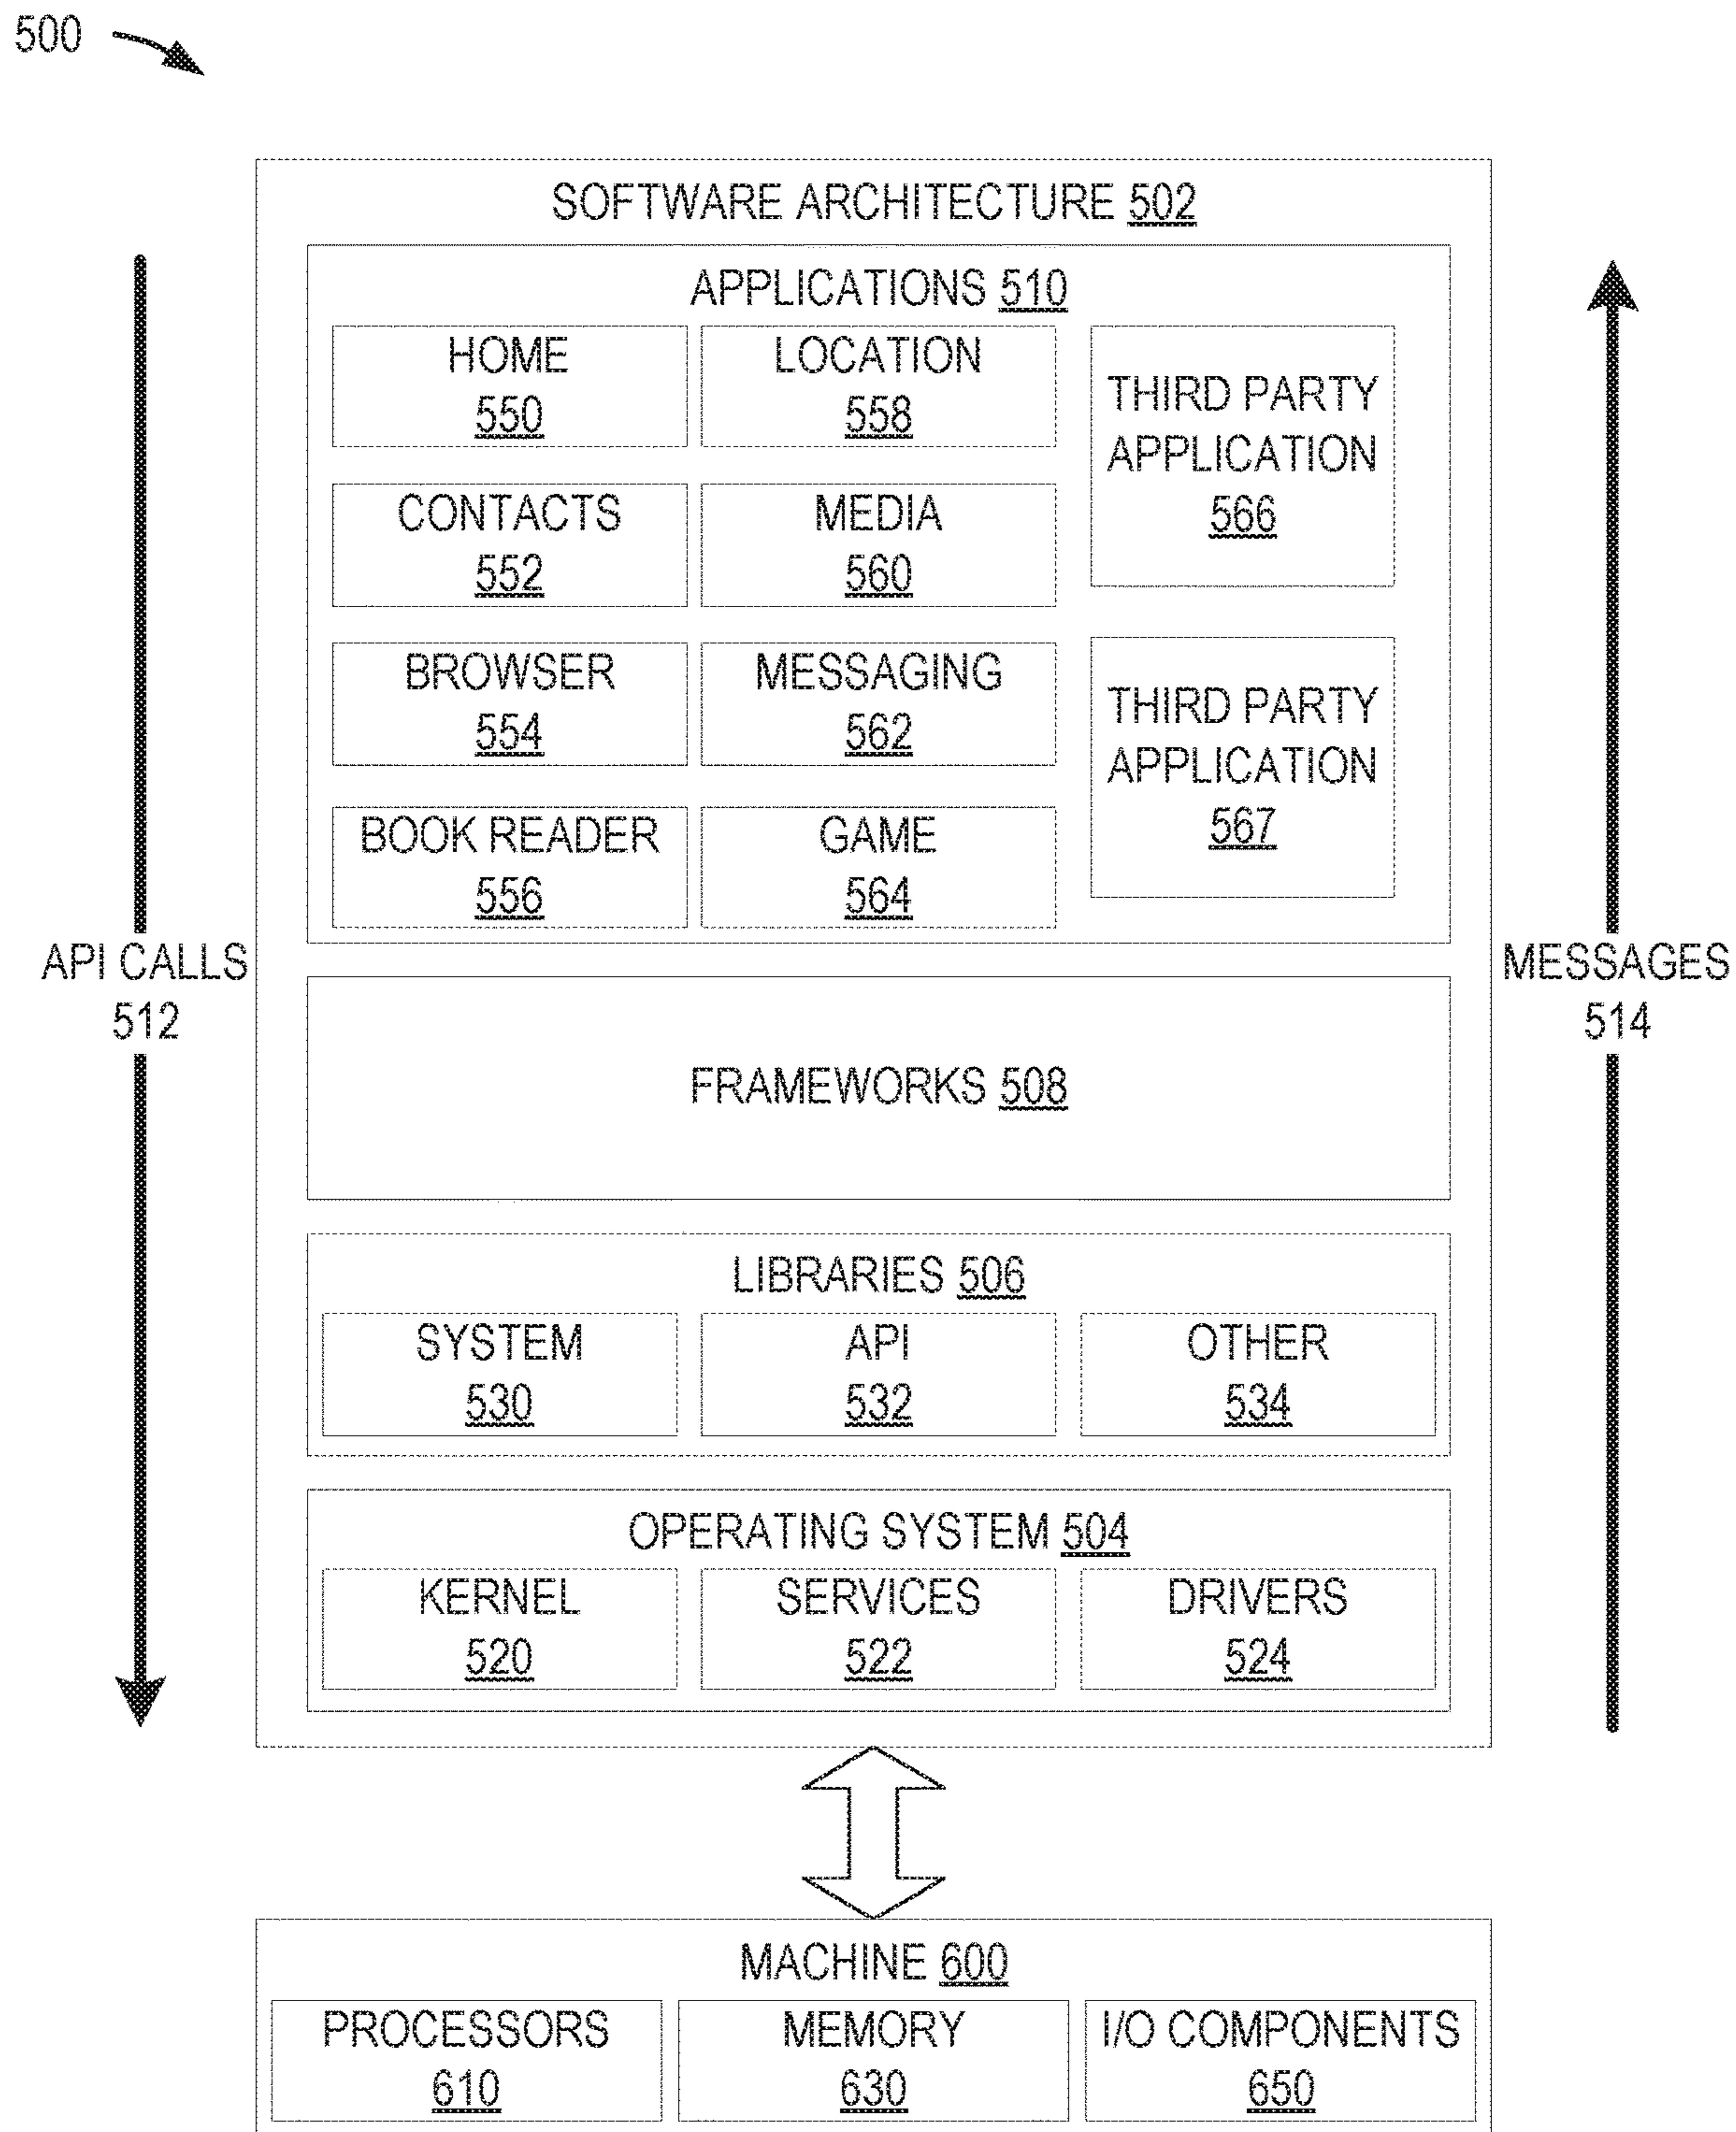 500
SOFTWARE ARCHITECTURE 502
APPLICATIONS 510
HOME
550
LOCATION
558
THIRD PARTY
APPLICATION
566
CONTACTS
552
MEDIA
560
BROWSER
554
MESSAGING
562
THIRD PARTY
APPLICATION
567
BOOK READER
556
GAME
564
API CALLS
512
MESSAGES
514
FRAMEWORKS 508
LIBRARIES 506
SYSTEM
530
API
532
OTHER
534
OPERATING SYSTEM 504
KERNEL
520
SERVICES
522
DRIVERS
524
MACHINE 600
PROCESSORS
610
MEMORY
630
I/O COMPONENTS
650